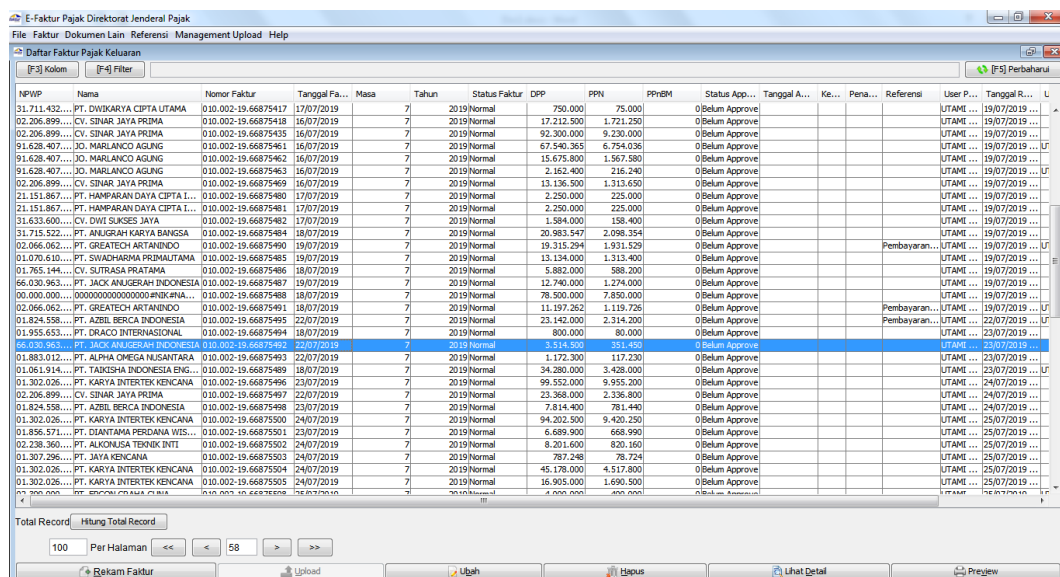 E-Faktur Pajak Direktorat Jenderal Pajak
File Faktur Dokumen Lain Referensi Management Upload Help
Daftar Faktur Pajak Keluaran
[F3] Kolom [F4] Filter [F5] Perbaharui
NPWP Nama Nomor Faktur Tanggal Fa... Masa Tahun Status Faktur DPP PPN PPnBM Status App... Tanggal A... Ke... Pena... Referensi User P... Tanggal R... U
31.711.432.... PT. DWIKARYA CIPTA UTAMA 010.002-19.66875417 17/07/2019 7 2019 Normal 750.000 75.000 0 Belum Approve UTAMI ... 19/07/2019 ...
02.206.899.... CV. SINAR JAYA PRIMA 010.002-19.66875418 16/07/2019 7 2019 Normal 17.212.500 1.721.250 0 Belum Approve UTAMI ... 19/07/2019 ...
02.206.899.... CV. SINAR JAYA PRIMA 010.002-19.66875435 16/07/2019 7 2019 Normal 92.300.000 9.230.000 0 Belum Approve UTAMI ... 19/07/2019 ...
91.628.407.... JO. MARLANCO AGUNG 010.002-19.66875461 16/07/2019 7 2019 Normal 67.540.365 6.754.036 0 Belum Approve UTAMI ... 19/07/2019 ... UT
91.628.407.... JO. MARLANCO AGUNG 010.002-19.66875462 16/07/2019 7 2019 Normal 15.675.800 1.567.580 0 Belum Approve UTAMI ... 19/07/2019 ...
91.628.407.... JO. MARLANCO AGUNG 010.002-19.66875463 16/07/2019 7 2019 Normal 2.162.400 216.240 0 Belum Approve UTAMI ... 19/07/2019 ... UT
02.206.899.... CV. SINAR JAYA PRIMA 010.002-19.66875469 16/07/2019 7 2019 Normal 13.136.500 1.313.650 0 Belum Approve UTAMI ... 19/07/2019 ...
21.151.867.... PT. HAMPARAN DAYA CIPTA I... 010.002-19.66875480 17/07/2019 7 2019 Normal 2.250.000 225.000 0 Belum Approve UTAMI ... 19/07/2019 ...
21.151.867.... PT. HAMPARAN DAYA CIPTA I... 010.002-19.66875481 17/07/2019 7 2019 Normal 2.250.000 225.000 0 Belum Approve UTAMI ... 19/07/2019 ...
31.633.600.... CV. DWI SUKSES JAYA 010.002-19.66875482 17/07/2019 7 2019 Normal 1.584.000 158.400 0 Belum Approve UTAMI ... 19/07/2019 ...
31.715.522.... PT. ANUGRAH KARYA BANGSA 010.002-19.66875484 18/07/2019 7 2019 Normal 20.983.547 2.098.354 0 Belum Approve UTAMI ... 19/07/2019 ...
02.066.062.... PT. GREATECH ARTANINDO 010.002-19.66875490 19/07/2019 7 2019 Normal 19.315.294 1.931.529 0 Belum Approve Pembayaran... UTAMI ... 19/07/2019 ... UT
01.070.610.... PT. SWADHARMA PRIMAUTAMA 010.002-19.66875485 19/07/2019 7 2019 Normal 13.134.000 1.313.400 0 Belum Approve UTAMI ... 19/07/2019 ...
01.765.144.... CV. SUTRASA PRATAMA 010.002-19.66875486 18/07/2019 7 2019 Normal 5.882.000 588.200 0 Belum Approve UTAMI ... 19/07/2019 ...
66.030.963.... PT. JACK ANUGERAH INDONESIA 010.002-19.66875487 19/07/2019 7 2019 Normal 12.740.000 1.274.000 0 Belum Approve UTAMI ... 19/07/2019 ...
00.000.000.... 0000000000000000#NIK#NA... 010.002-19.66875488 18/07/2019 7 2019 Normal 78.500.000 7.850.000 0 Belum Approve UTAMI ... 19/07/2019 ...
02.066.062.... PT. GREATECH ARTANINDO 010.002-19.66875491 18/07/2019 7 2019 Normal 11.197.262 1.119.726 0 Belum Approve Pembayaran... UTAMI ... 19/07/2019 ... UT
01.824.558.... PT. AZBIL BERCA INDONESIA 010.002-19.66875495 22/07/2019 7 2019 Normal 23.142.000 2.314.200 0 Belum Approve Pembayaran... UTAMI ... 22/07/2019 ... UT
01.955.653.... PT. DRACO INTERNASIONAL 010.002-19.66875494 18/07/2019 7 2019 Normal 800.000 80.000 0 Belum Approve UTAMI ... 23/07/2019 ...
66.030.963.... PT. JACK ANUGERAH INDONESIA 010.002-19.66875492 22/07/2019 7 2019 Normal 3.514.500 351.450 0 Belum Approve UTAMI ... 23/07/2019 ...
01.883.012.... PT. ALPHA OMEGA NUSANTARA 010.002-19.66875493 22/07/2019 7 2019 Normal 1.172.300 117.230 0 Belum Approve UTAMI ... 23/07/2019 ...
01.061.914.... PT. TAIKISHA INDONESIA ENG... 010.002-19.66875489 18/07/2019 7 2019 Normal 34.280.000 3.428.000 0 Belum Approve UTAMI ... 23/07/2019 ... UT
01.302.026.... PT. KARYA INTERTEK KENCANA 010.002-19.66875496 23/07/2019 7 2019 Normal 99.552.000 9.955.200 0 Belum Approve UTAMI ... 24/07/2019 ...
02.206.899.... CV. SINAR JAYA PRIMA 010.002-19.66875497 22/07/2019 7 2019 Normal 23.368.000 2.336.800 0 Belum Approve UTAMI ... 24/07/2019 ...
01.824.558.... PT. AZBIL BERCA INDONESIA 010.002-19.66875498 23/07/2019 7 2019 Normal 7.814.400 781.440 0 Belum Approve UTAMI ... 24/07/2019 ...
01.302.026.... PT. KARYA INTERTEK KENCANA 010.002-19.66875500 24/07/2019 7 2019 Normal 94.202.500 9.420.250 0 Belum Approve UTAMI ... 25/07/2019 ...
01.856.571.... PT. DIANTAMA PERDANA WIS... 010.002-19.66875501 23/07/2019 7 2019 Normal 6.689.900 668.990 0 Belum Approve UTAMI ... 25/07/2019 ...
02.238.360.... PT. ALKONUSA TEKNIK INTI 010.002-19.66875502 24/07/2019 7 2019 Normal 8.201.600 820.160 0 Belum Approve UTAMI ... 25/07/2019 ...
01.307.296.... PT. JAYA KENCANA 010.002-19.66875503 24/07/2019 7 2019 Normal 787.248 78.724 0 Belum Approve UTAMI ... 25/07/2019 ...
01.302.026.... PT. KARYA INTERTEK KENCANA 010.002-19.66875504 24/07/2019 7 2019 Normal 45.178.000 4.517.800 0 Belum Approve UTAMI ... 25/07/2019 ...
01.302.026.... PT. KARYA INTERTEK KENCANA 010.002-19.66875505 24/07/2019 7 2019 Normal 16.905.000 1.690.500 0 Belum Approve UTAMI ... 25/07/2019 ...
Total Record Hitung Total Record
100 Per Halaman << < 58 > >>
Rekam Faktur Upload Ubah Hapus Lihat Detail Preview